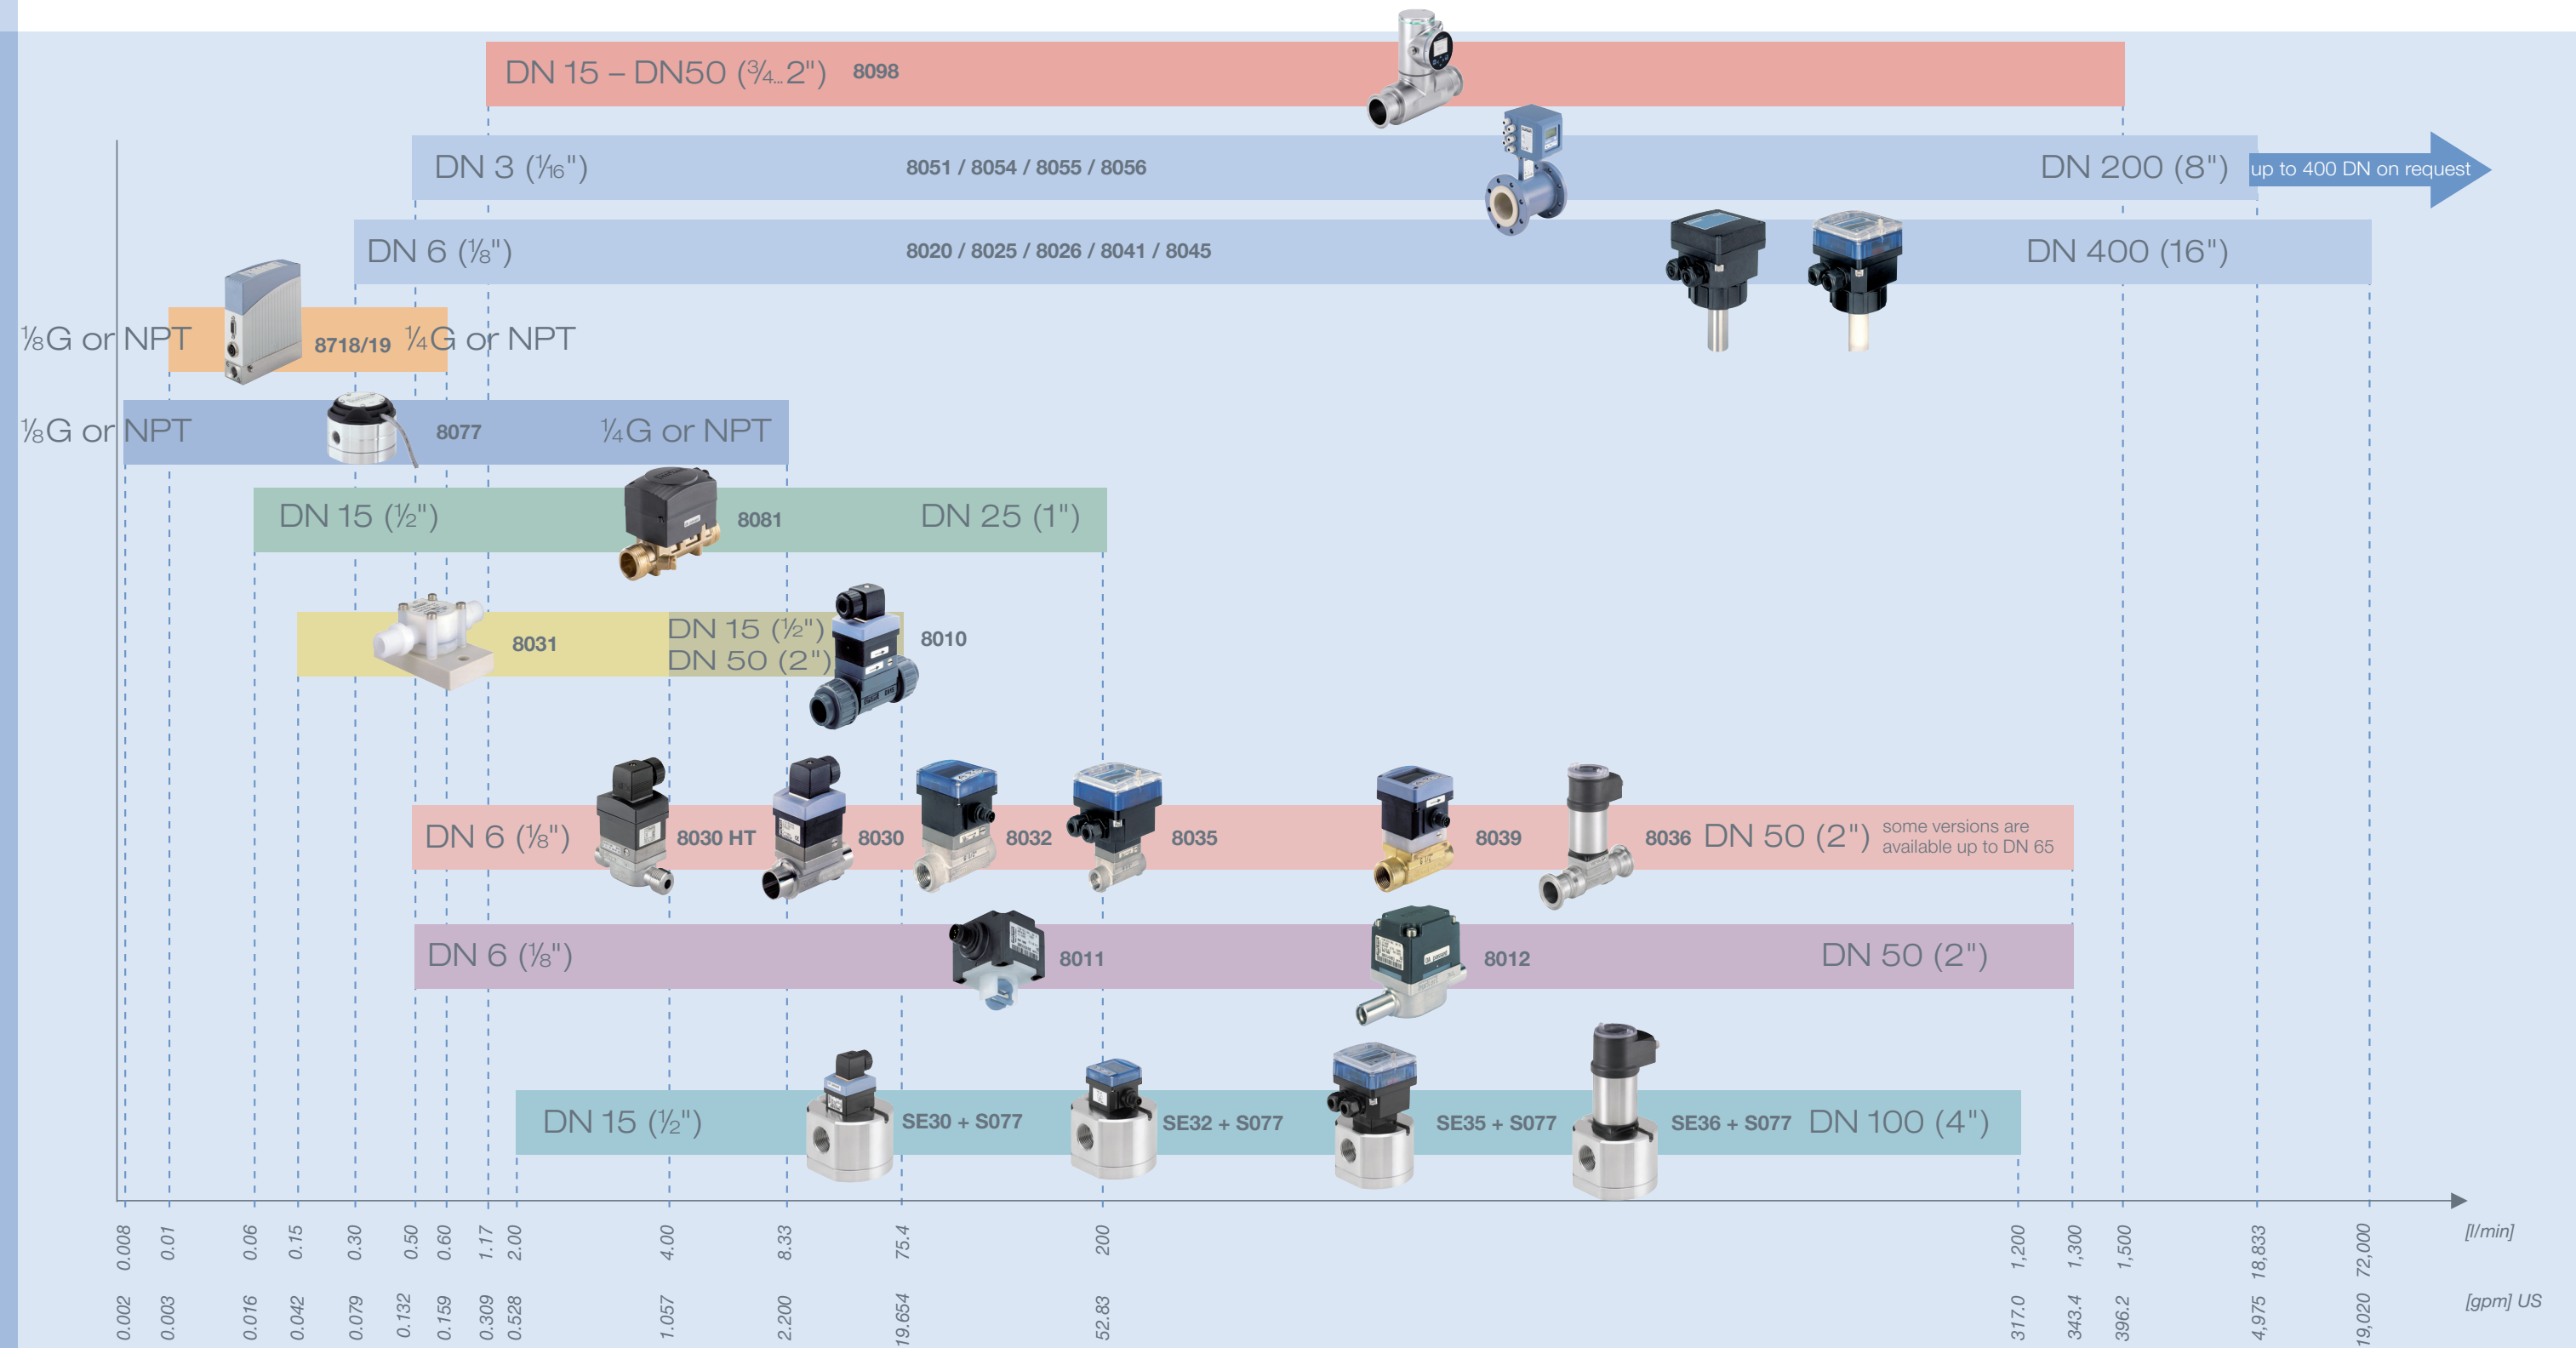 DN 15 – DN50 (¾...2") 8098
DN 3 (1/16") 8051 / 8054 / 8055 / 8056 DN 200 (8") up to 400 DN on request
DN 6 (⅛") 8020 / 8025 / 8026 / 8041 / 8045 DN 400 (16")
⅛G or NPT 8718/19 ¼G or NPT
⅛G or NPT 8077 ¼G or NPT
DN 15 (½") 8081 DN 25 (1")
8031 DN 15 (½") 8010
DN 50 (2")
DN 6 (⅛") 8030 HT 8030 8032 8035 8039 8036 DN 50 (2") some versions are
available up to DN 65
DN 6 (⅛") 8011 8012 DN 50 (2")
DN 15 (½") SE30 + S077 SE32 + S077 SE35 + S077 SE36 + S077 DN 100 (4")
0.008 0.01 0.06 0.15 0.30 0.50 0.60 1.17 2.00 4.00 8.33 75.4 200 1,200 1,300 1,500 18,833 72,000 [l/min]
0.002 0.003 0.016 0.042 0.079 0.132 0.159 0.309 0.528 1.057 2.200 19.654 52.83 317.0 343.4 396.2 4,975 19,020 [gpm] US